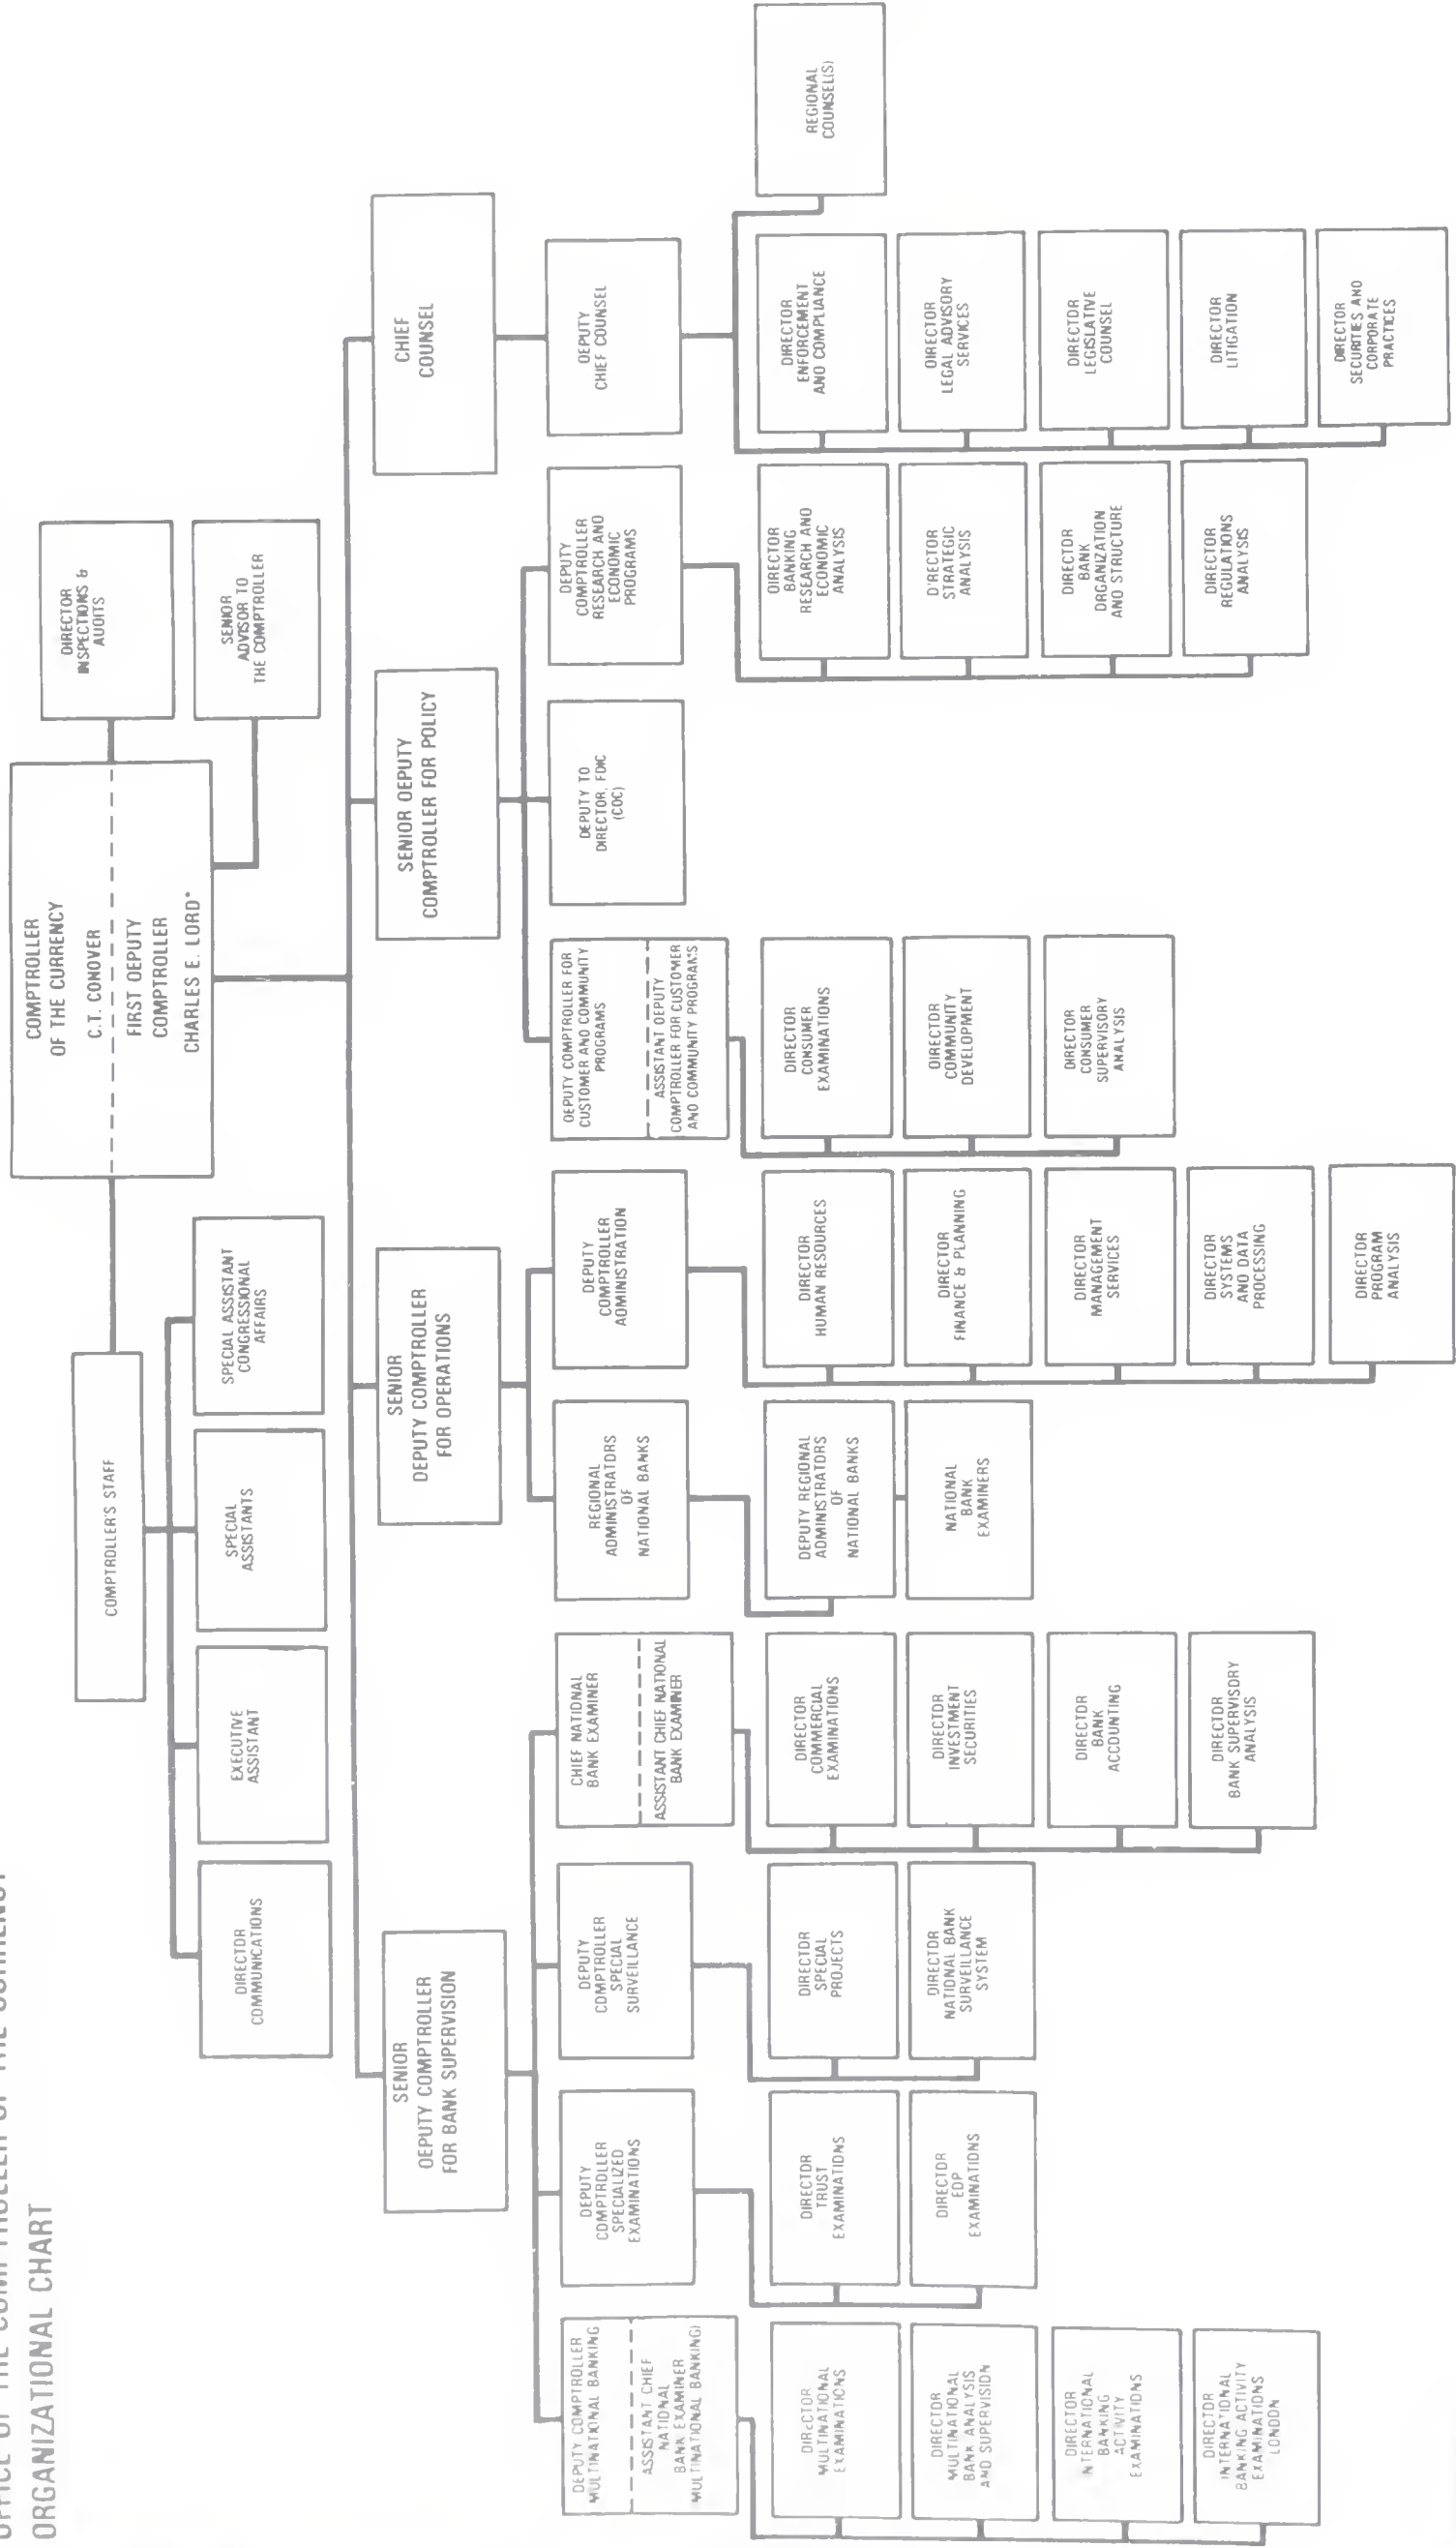 OFFICE OF THE COMPTROLLER OF THE CURRENCY
ORGANIZATIONAL CHART
COMPTROLLER
OF THE CURRENCY
C.T. CONOVER
FIRST DEPUTY
COMPTROLLER
CHARLES E. LORD*
DIRECTOR
INSPECTIONS &
AUDITS
SENIOR
ADVISOR TO
THE COMPTROLLER
COMPTROLLER'S STAFF
DIRECTOR
COMMUNICATIONS
EXECUTIVE
ASSISTANT
SPECIAL
ASSISTANTS
SPECIAL ASSISTANT
CONGRESSIONAL
AFFAIRS
SENIOR
DEPUTY COMPTROLLER
FOR BANK SUPERVISION
SENIOR
DEPUTY COMPTROLLER
FOR OPERATIONS
SENIOR DEPUTY
COMPTROLLER FOR POLICY
CHIEF
COUNSEL
DEPUTY COMPTROLLER
MULTINATIONAL BANKING
ASSISTANT CHIEF
NATIONAL
BANK EXAMINER
MULTINATIONAL BANKING)
DEPUTY
COMPTROLLER
SPECIALIZED
EXAMINATIONS
DEPUTY
COMPTROLLER
SPECIAL
SURVEILLANCE
CHIEF NATIONAL
BANK EXAMINER
ASSISTANT CHIEF NATIONAL
BANK EXAMINER
REGIONAL
ADMINISTRATORS
OF
NATIONAL BANKS
DEPUTY
COMPTROLLER
ADMINISTRATION
DEPUTY COMPTROLLER FOR
CUSTOMER AND COMMUNITY
PROGRAMS
ASSISTANT DEPUTY
COMPTROLLER FOR CUSTOMER
AND COMMUNITY PROGRAMS
DEPUTY TO
DIRECTOR, FDIC
(COC)
DEPUTY
COMPTROLLER
RESEARCH AND
ECONOMIC
PROGRAMS
DEPUTY
CHIEF COUNSEL
DIRECTOR
MULTINATIONAL
EXAMINATIONS
DIRECTOR
MULTINATIONAL
BANK ANALYSIS
AND SUPERVISION
DIRECTOR
INTERNATIONAL
BANKING
ACTIVITY
EXAMINATIONS
DIRECTOR
INTERNATIONAL
BANKING ACTIVITY
EXAMINATIONS
LONDON
DIRECTOR
TRUST
EXAMINATIONS
DIRECTOR
EDP
EXAMINATIONS
DIRECTOR
SPECIAL
PROJECTS
DIRECTOR
NATIONAL BANK
SURVEILLANCE
SYSTEM
DIRECTOR
COMMERCIAL
EXAMINATIONS
DIRECTOR
INVESTMENT
SECURITIES
DIRECTOR
BANK
ACCOUNTING
DIRECTOR
BANK SUPERVISORY
ANALYSIS
DEPUTY REGIONAL
ADMINISTRATORS
OF
NATIONAL BANKS
NATIONAL
BANK
EXAMINERS
DIRECTOR
HUMAN RESOURCES
DIRECTOR
FINANCE & PLANNING
DIRECTOR
MANAGEMENT
SERVICES
DIRECTOR
SYSTEMS
AND DATA
PROCESSING
DIRECTOR
PROGRAM
ANALYSIS
DIRECTOR
CONSUMER
EXAMINATIONS
DIRECTOR
COMMUNITY
DEVELOPMENT
DIRECTOR
CONSUMER
SUPERVISORY
ANALYSIS
DIRECTOR
BANKING
RESEARCH AND
ECONOMIC
ANALYSIS
DIRECTOR
STRATEGIC
ANALYSIS
DIRECTOR
BANK
ORGANIZATION
AND STRUCTURE
DIRECTOR
REGULATIONS
ANALYSIS
DIRECTOR
ENFORCEMENT
AND COMPLIANCE
DIRECTOR
LEGAL ADVISORY
SERVICES
DIRECTOR
LEGISLATIVE
COUNSEL
DIRECTOR
LITIGATION
DIRECTOR
SECURITIES AND
CORPORATE
PRACTICES
REGIONAL
COUNSEL(S)